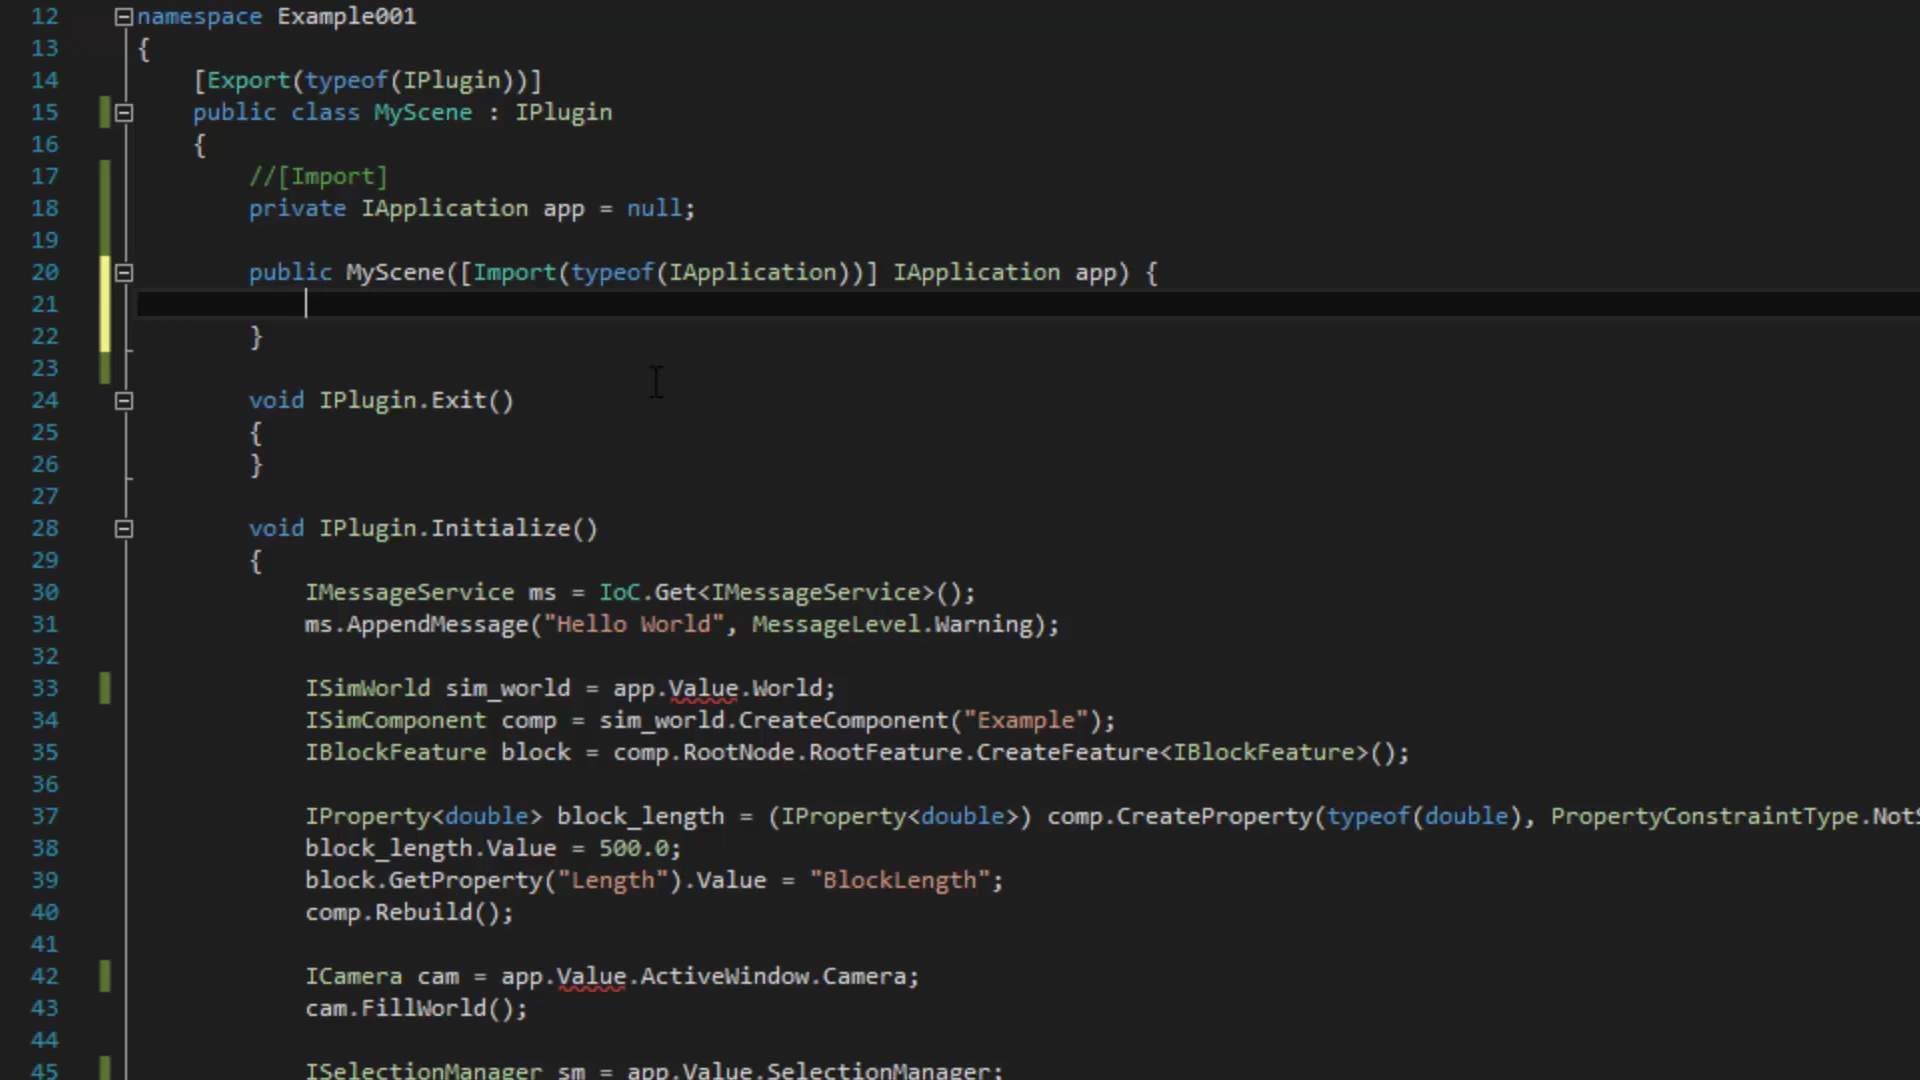 12 namespace Example001
13 {
14     [Export(typeof(IPlugin))]
15     public class MyScene : IPlugin
16     {
17         //[Import]
18         private IApplication app = null;
19
20         public MyScene([Import(typeof(IApplication))] IApplication app) {
21
22         }
23
24         void IPlugin.Exit()
25         {
26         }
27
28         void IPlugin.Initialize()
29         {
30             IMessageService ms = IoC.Get<IMessageService>();
31             ms.AppendMessage("Hello World", MessageLevel.Warning);
32
33             ISimWorld sim_world = app.Value.World;
34             ISimComponent comp = sim_world.CreateComponent("Example");
35             IBlockFeature block = comp.RootNode.RootFeature.CreateFeature<IBlockFeature>();
36
37             IProperty<double> block_length = (IProperty<double>) comp.CreateProperty(typeof(double), PropertyConstraintType.Not
38             block_length.Value = 500.0;
39             block.GetProperty("Length").Value = "BlockLength";
40             comp.Rebuild();
41
42             ICamera cam = app.Value.ActiveWindow.Camera;
43             cam.FillWorld();
44
45             ISelectionManager sm = app.Value.SelectionManager;